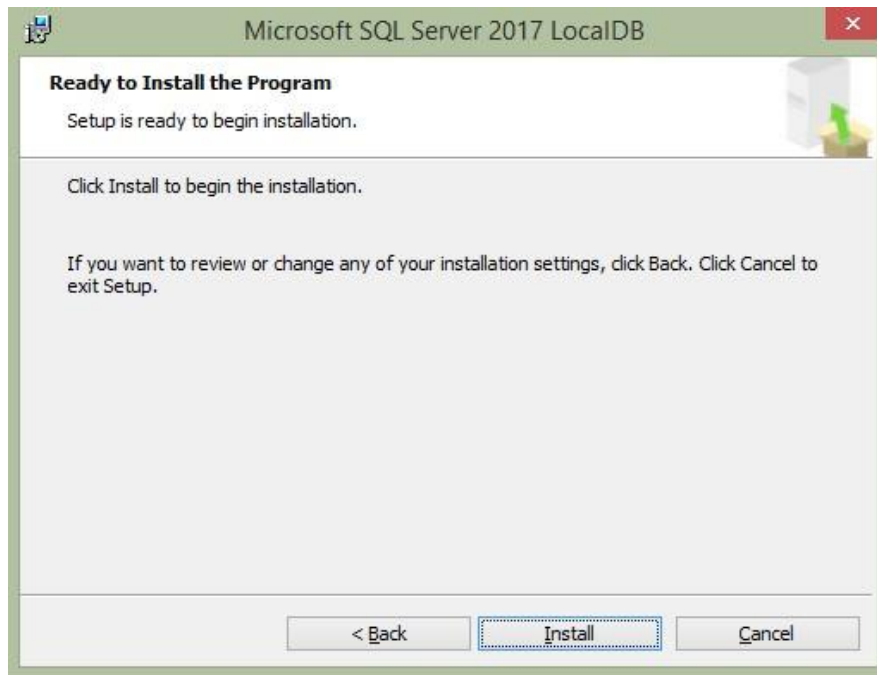 Microsoft SQL Server 2017 LocalDB
Ready to Install the Program
Setup is ready to begin installation.
Click Install to begin the installation.
If you want to review or change any of your installation settings, click Back. Click Cancel to
exit Setup.
< Back Install Cancel